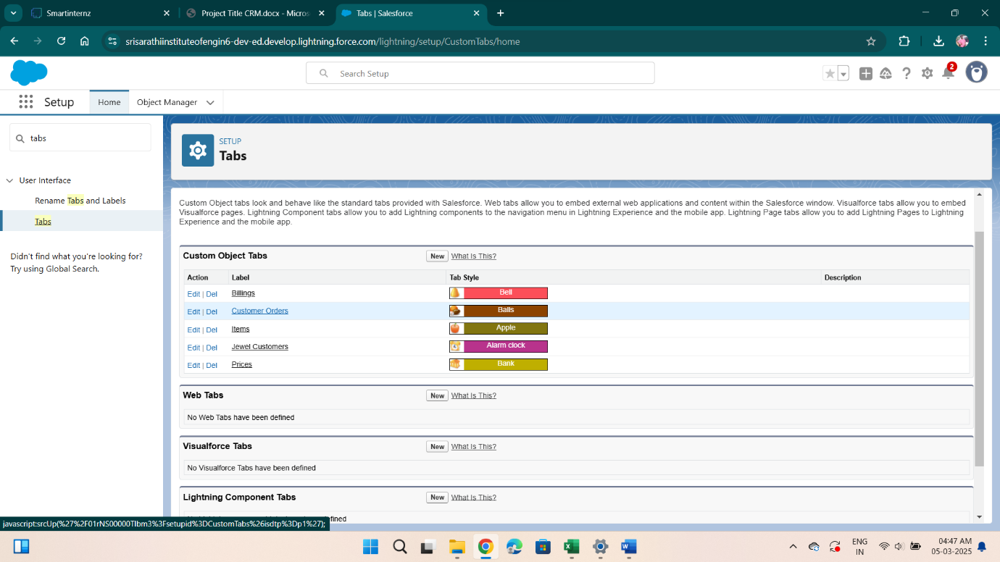 Smartinternz
Project Title CRM.docx - Micros
Tabs | Salesforce
srisarathiinstituteofengin6-dev-ed.develop.lightning.force.com/lightning/setup/CustomTabs/home
Search Setup
2
Setup
Home
Object Manager
tabs
User Interface
Rename Tabs and Labels
Tabs
Didn't find what you're looking for?
Try using Global Search.
SETUP
Tabs
Custom Object tabs look and behave like the standard tabs provided with Salesforce. Web tabs allow you to embed external web applications and content within the Salesforce window. Visualforce tabs allow you to embed
Visualforce pages. Lightning Component tabs allow you to add Lightning components to the navigation menu in Lightning Experience and the mobile app. Lightning Page tabs allow you to add Lightning Pages to Lightning
Experience and the mobile app.
Custom Object Tabs New What Is This?
Action Label Tab Style Description
Edit | Del Billings Bell
Edit | Del Customer Orders Balls
Edit | Del Items Apple
Edit | Del Jewel Customers Alarm clock
Edit | Del Prices Bank
Web Tabs New What Is This?
No Web Tabs have been defined
Visualforce Tabs New What Is This?
No Visualforce Tabs have been defined
Lightning Component Tabs New What Is This?
javascript:srcUp(%27%2F01rNS00000TIbm3%3Fsetupid%3DCustomTabs%26isdtp%3Dp1%27);
ENG
IN
04:47 AM
05-03-2025